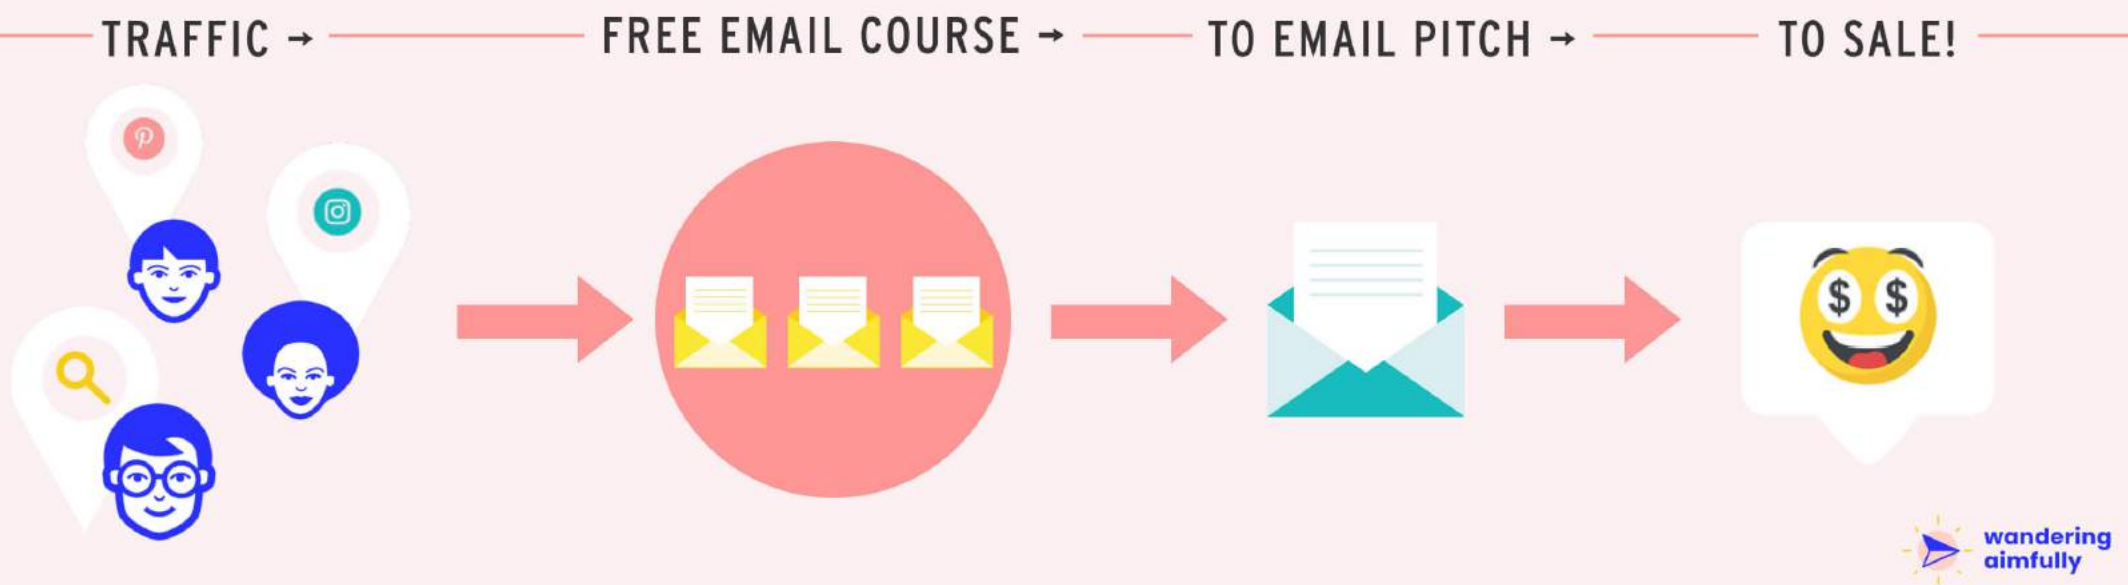 TRAFFIC → FREE EMAIL COURSE → TO EMAIL PITCH → TO SALE!
$ $
wandering
aimfully